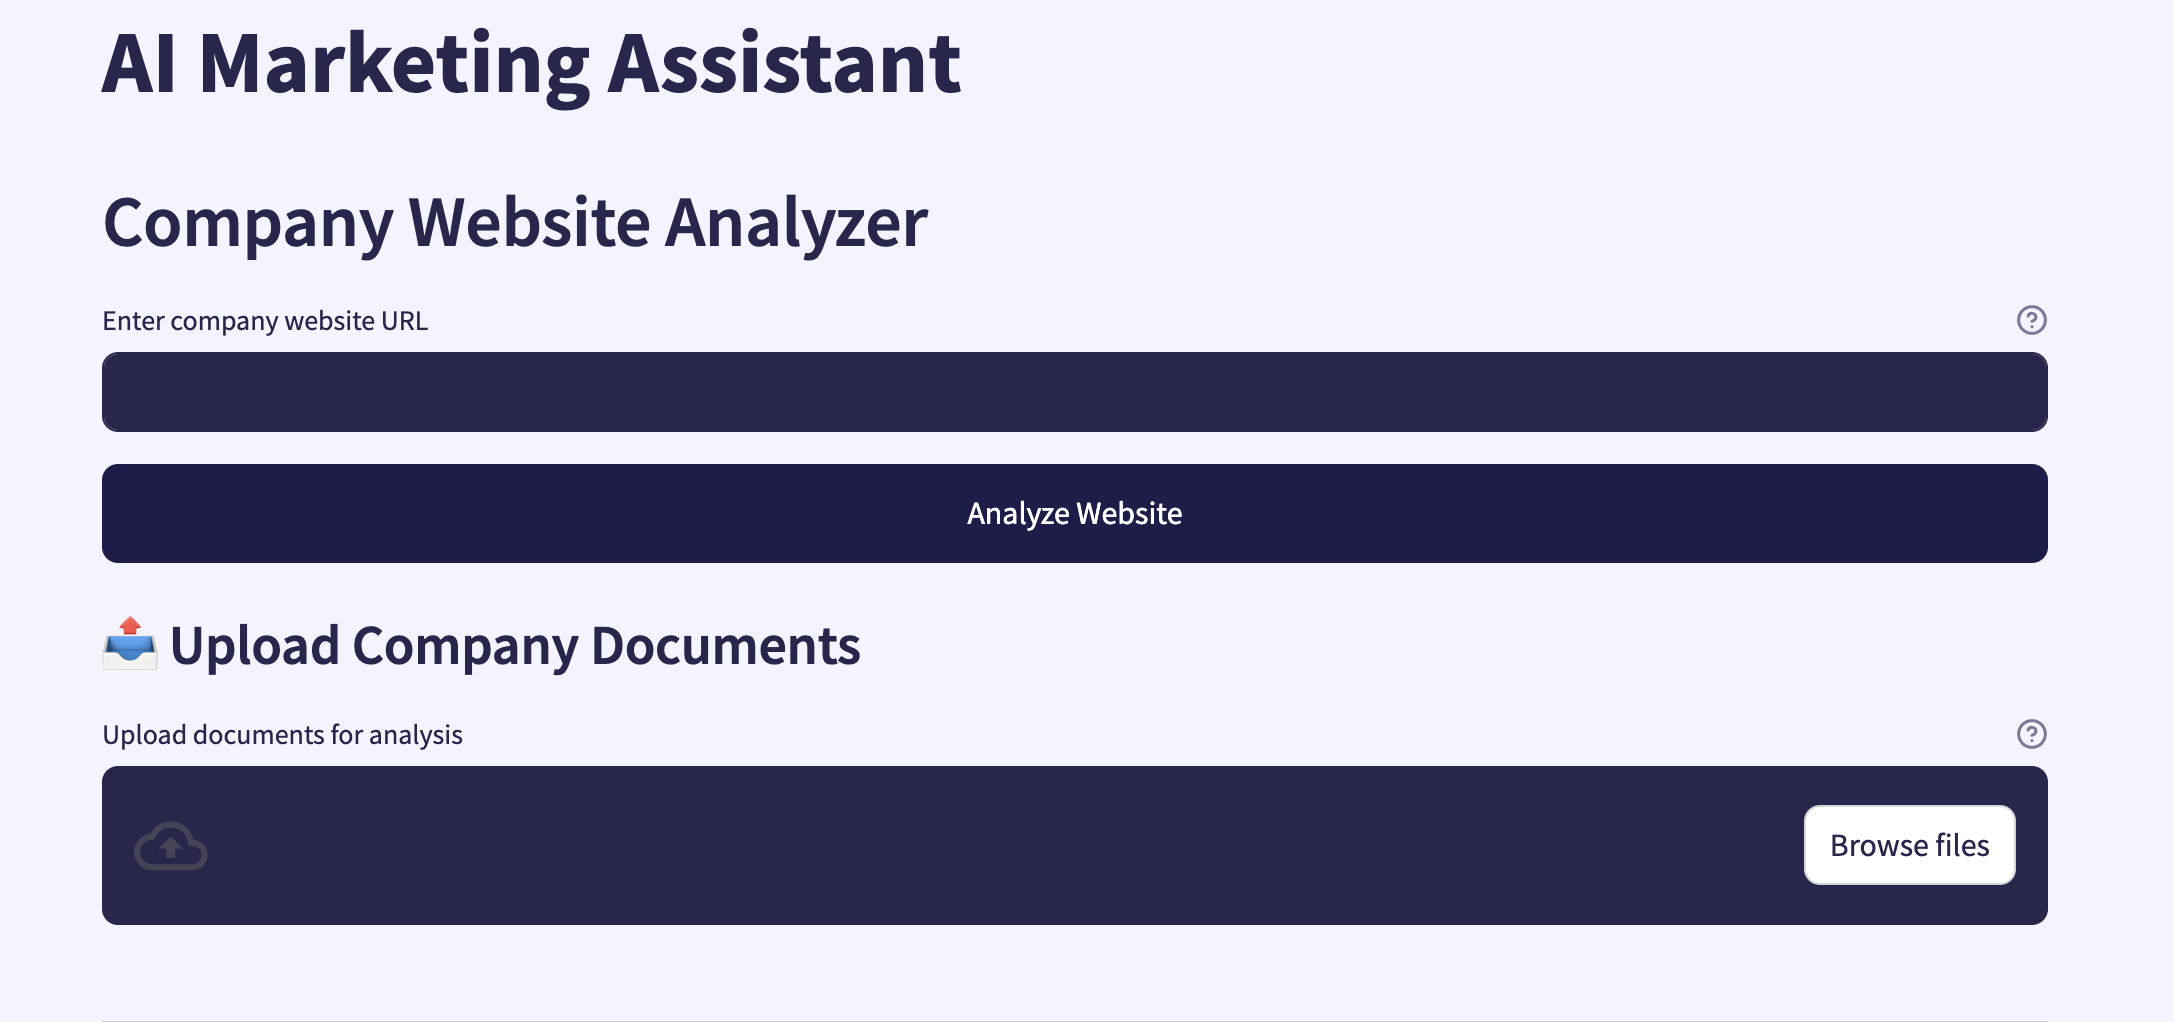 AI Marketing Assistant
Company Website Analyzer
Enter company website URL
Analyze Website
Upload Company Documents
Upload documents for analysis
Browse files